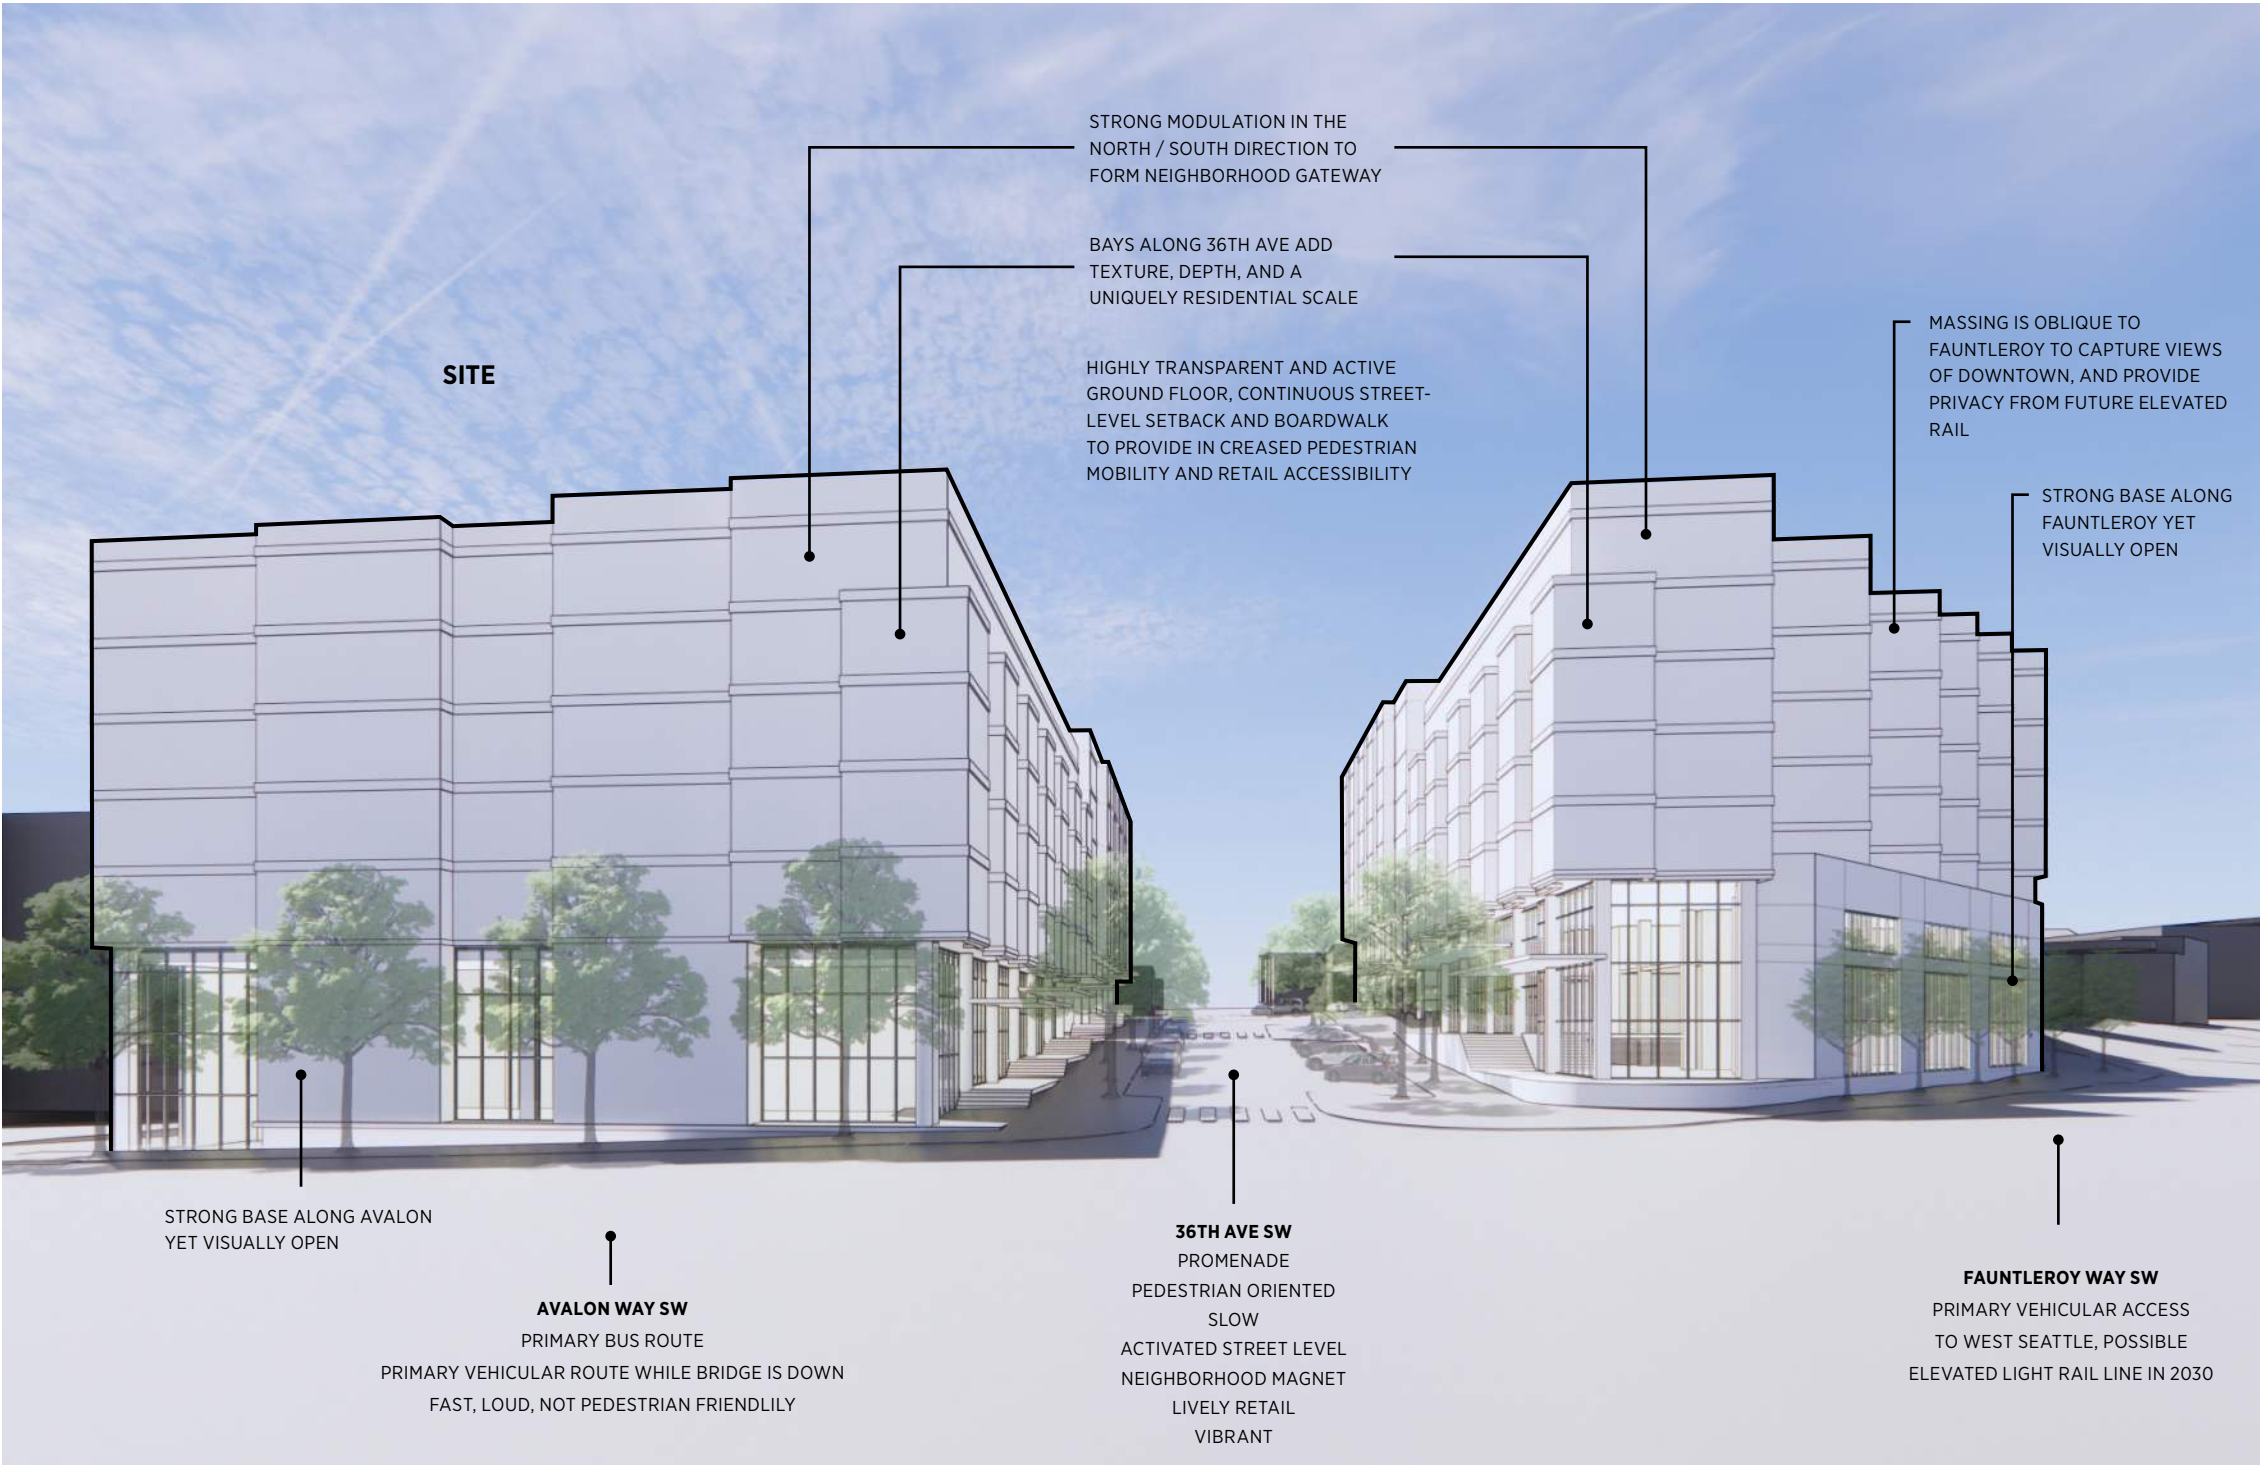 STRONG MODULATION IN THE
NORTH / SOUTH DIRECTION TO
FORM NEIGHBORHOOD GATEWAY
BAYS ALONG 36TH AVE ADD
TEXTURE, DEPTH, AND A
UNIQUELY RESIDENTIAL SCALE
HIGHLY TRANSPARENT AND ACTIVE
GROUND FLOOR, CONTINUOUS STREET-
LEVEL SETBACK AND BOARDWALK
TO PROVIDE IN CREASED PEDESTRIAN
MOBILITY AND RETAIL ACCESSIBILITY
SITE
MASSING IS OBLIQUE TO
FAUNTLEROY TO CAPTURE VIEWS
OF DOWNTOWN, AND PROVIDE
PRIVACY FROM FUTURE ELEVATED
RAIL
STRONG BASE ALONG
FAUNTLEROY YET
VISUALLY OPEN
STRONG BASE ALONG AVALON
YET VISUALLY OPEN
AVALON WAY SW
PRIMARY BUS ROUTE
PRIMARY VEHICULAR ROUTE WHILE BRIDGE IS DOWN
FAST, LOUD, NOT PEDESTRIAN FRIENDLILY
36TH AVE SW
PROMENADE
PEDESTRIAN ORIENTED
SLOW
ACTIVATED STREET LEVEL
NEIGHBORHOOD MAGNET
LIVELY RETAIL
VIBRANT
FAUNTLEROY WAY SW
PRIMARY VEHICULAR ACCESS
TO WEST SEATTLE, POSSIBLE
ELEVATED LIGHT RAIL LINE IN 2030